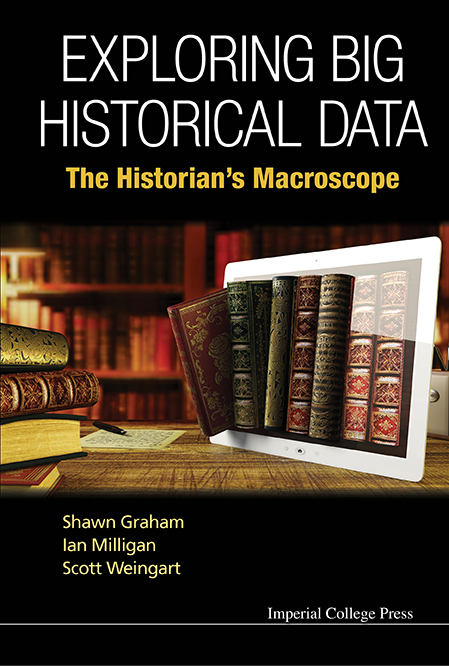 EXPLORING BIG
HISTORICAL DATA
The Historian's Macroscope
Shawn Graham
Ian Milligan
Scott Weingart
Imperial College Press